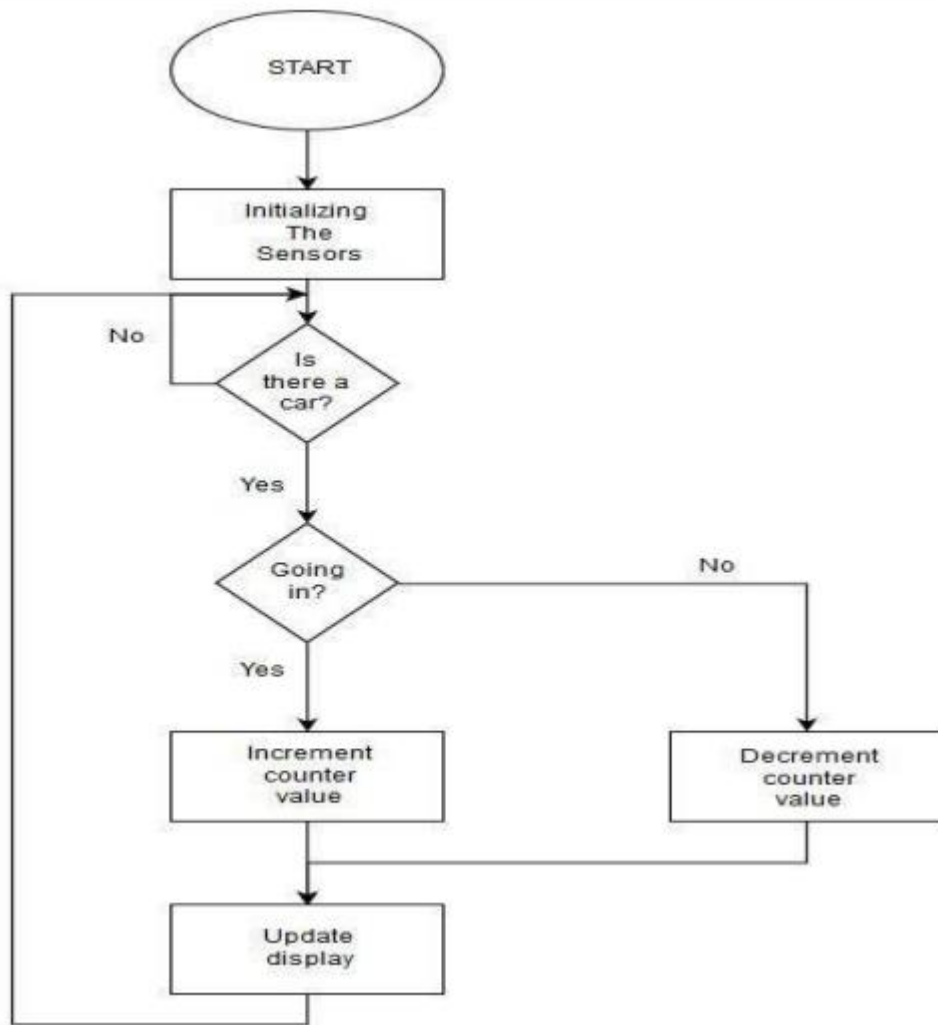 START
Initializing
The
Sensors
No
Is
there a
car?
Yes
Going
in?
No
Yes
Increment
counter
value
Decrement
counter
value
Update
display